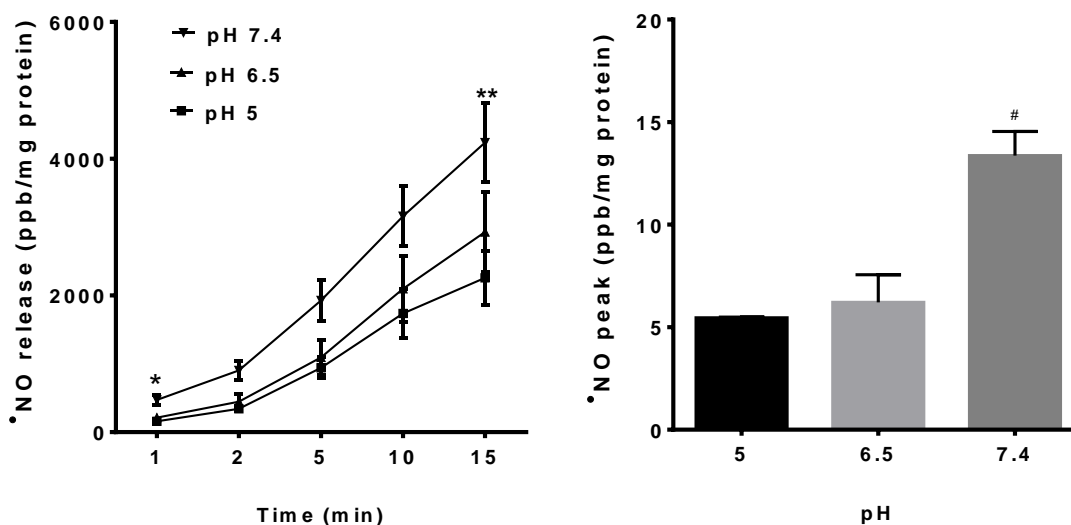 •NO release (ppb/mg protein)
6000
4000
2000
0
pH 7.4
pH 6.5
pH 5
*
**
1 2 5 10 15
Time (min)
•NO peak (ppb/mg protein)
20
15
10
5
0
#
5 6.5 7.4
pH